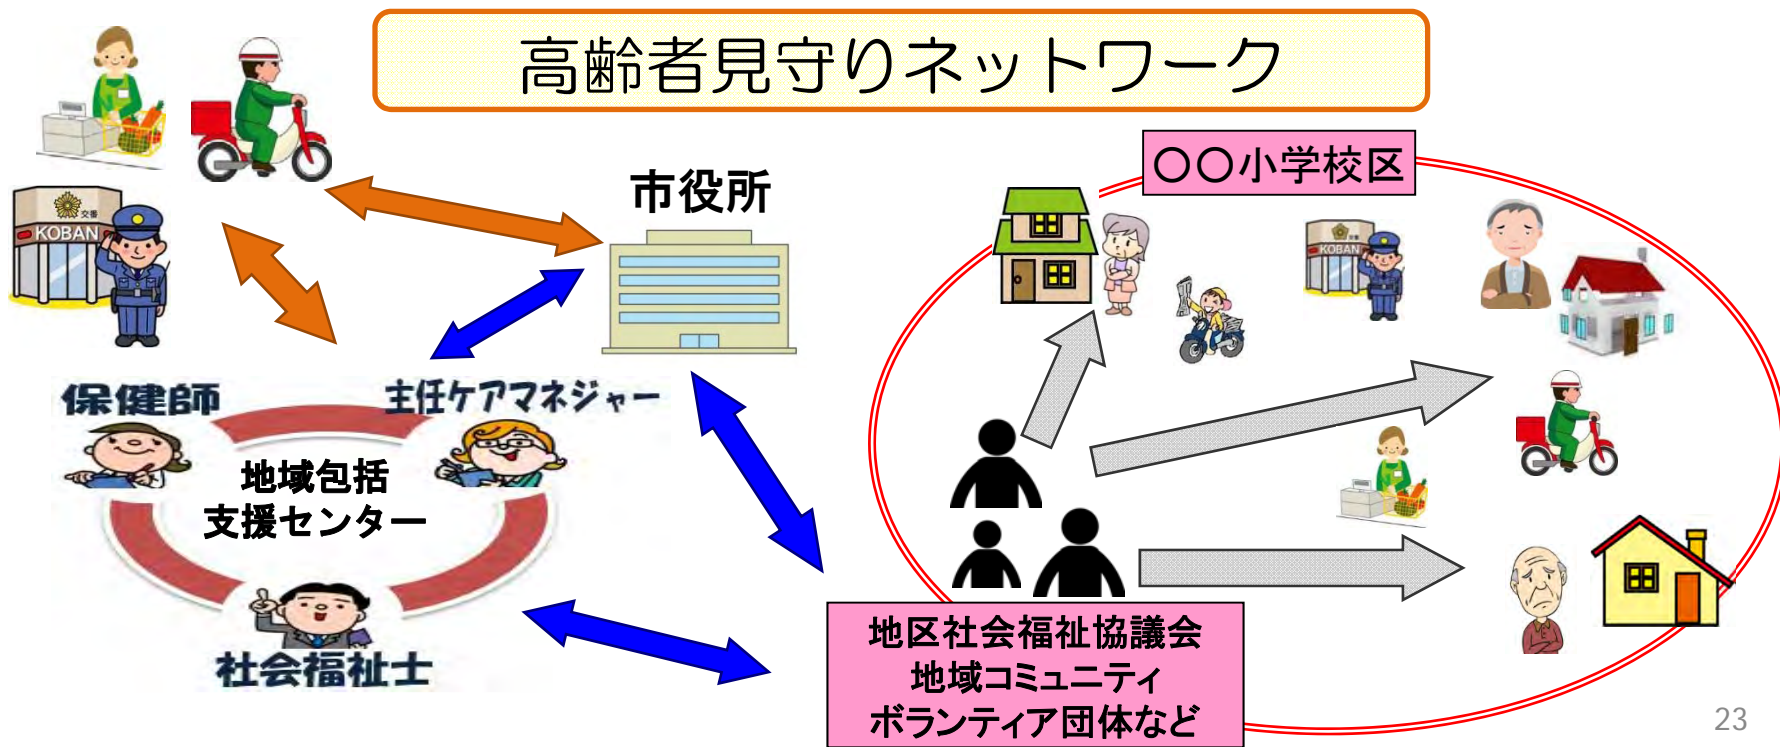 高齢者見守りネットワーク
〇〇小学校区
市役所
交番
KOBAN
KOBAN
保健師
主任ケアマネジャー
地域包括
支援センター
社会福祉士
地区社会福祉協議会
地域コミュニティ
ボランティア団体など
23